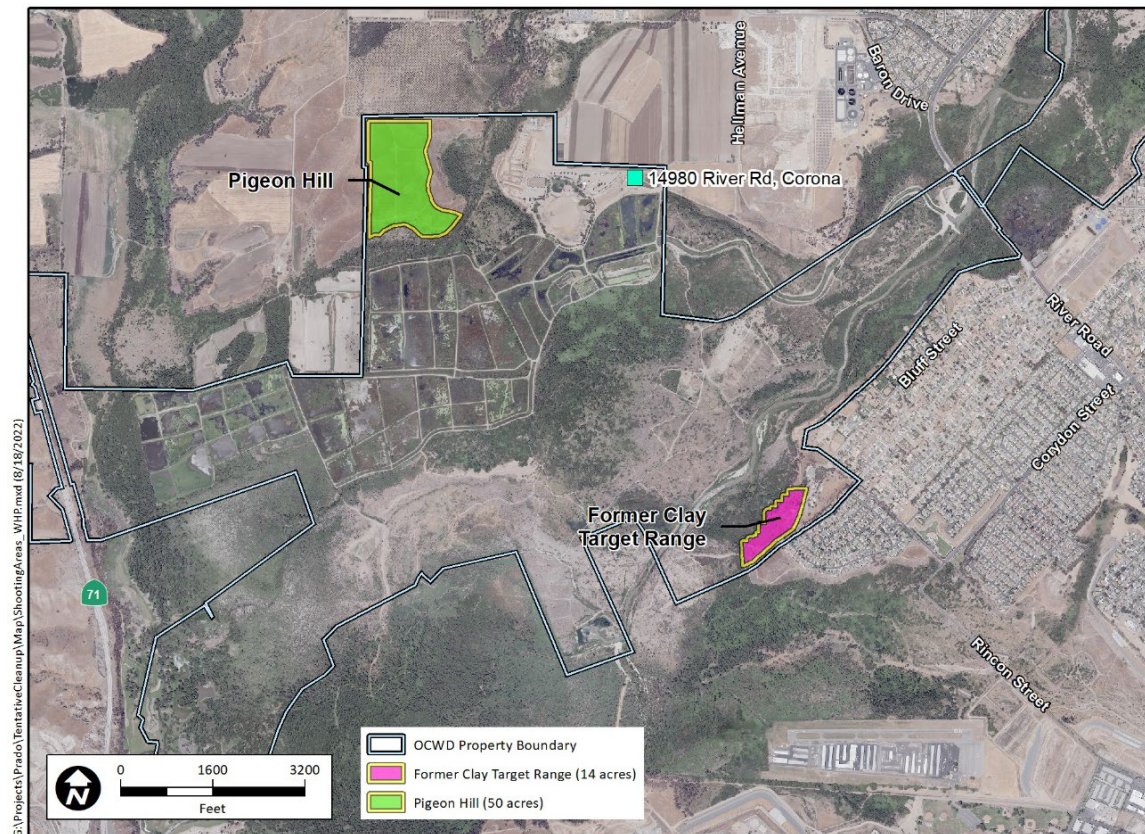 Baron Drive
Hellman Avenue
Pigeon Hill
14980 River Rd, Corona
River Road
Bluff Street
Corydon Street
Former Clay
Target Range
71
Rincon Street
G:\Projects\Prado\TentativeCleanup\Map\ShootingAreas_WHP.mxd (8/18/2022)
N
0 1600 3200
Feet
OCWD Property Boundary
Former Clay Target Range (14 acres)
Pigeon Hill (50 acres)